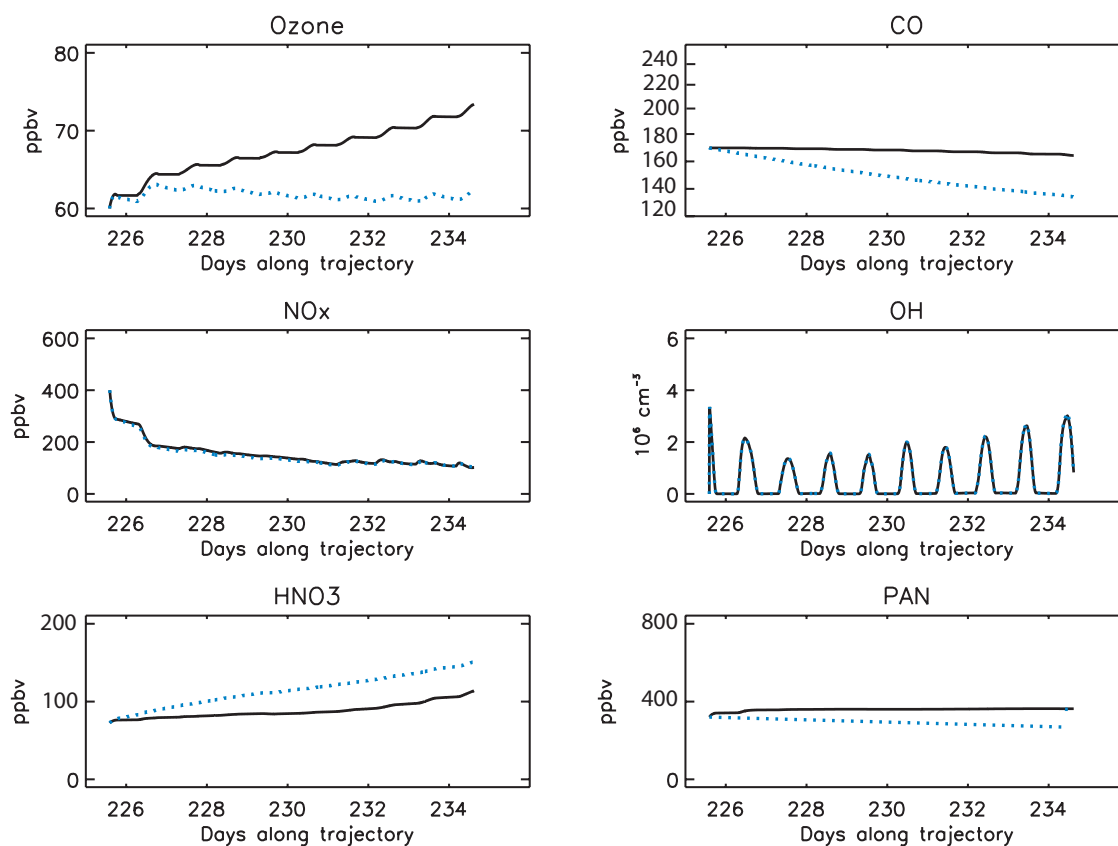 Ozone
80
70
60
ppbv
226 228 230 232 234
Days along trajectory
CO
240
220
200
180
160
140
120
ppbv
226 228 230 232 234
Days along trajectory
NOx
600
400
200
0
ppbv
226 228 230 232 234
Days along trajectory
OH
6
4
2
0
10⁶ cm⁻³
226 228 230 232 234
Days along trajectory
HNO3
200
100
0
ppbv
226 228 230 232 234
Days along trajectory
PAN
800
400
0
ppbv
226 228 230 232 234
Days along trajectory